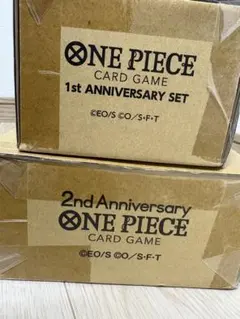 ONE PIECE
CARD GAME
1st ANNIVERSARY SET
©EO/S ©O/S・F・T
2nd Anniversary
ONE PIECE
CARD GAME
©EO/S ©O/S・F・T